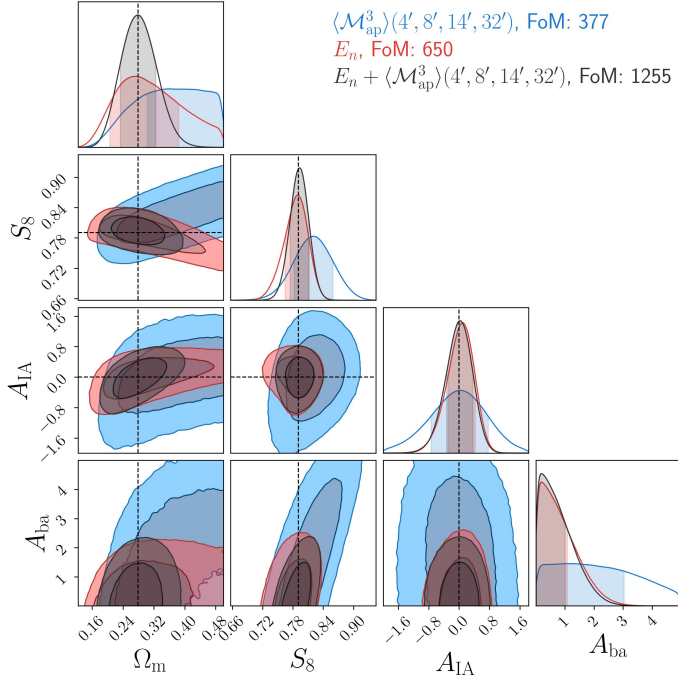 ⟨ℳ³ₐₚ⟩(4′, 8′, 14′, 32′), FoM: 377
Eₙ, FoM: 650
Eₙ + ⟨ℳ³ₐₚ⟩(4′, 8′, 14′, 32′), FoM: 1255
S₈
0.90
0.84
0.78
0.72
0.66
A_IA
1.6
0.8
0.0
−0.8
−1.6
A_ba
4
3
2
1
0.16 0.24 0.32 0.40 0.48
0.66 0.72 0.78 0.84 0.90
−1.6 −0.8 0.0 0.8 1.6
1 2 3 4
Ω_m
S₈
A_IA
A_ba